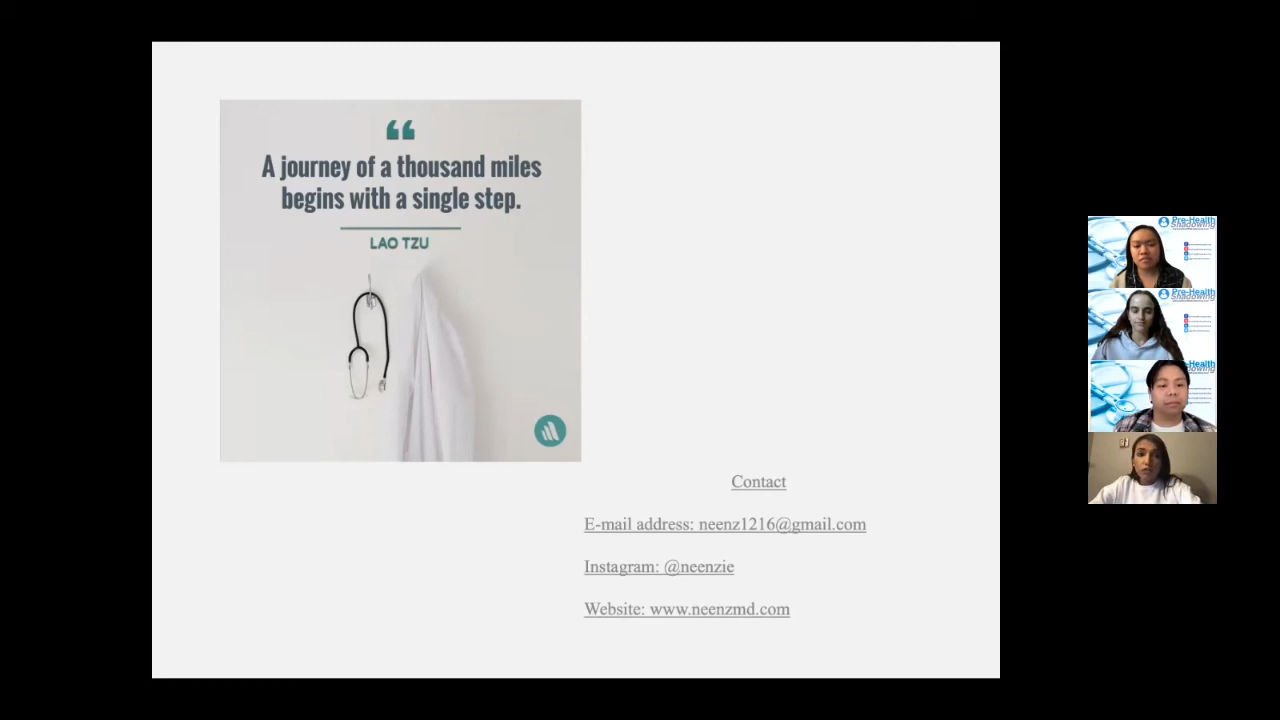 A journey of a thousand miles
begins with a single step.
LAO TZU
Contact
E-mail address: neenz1216@gmail.com
Instagram: @neenzie
Website: www.neenzmd.com
Pre-Health
Shadowing
Pre-Health
Shadowing